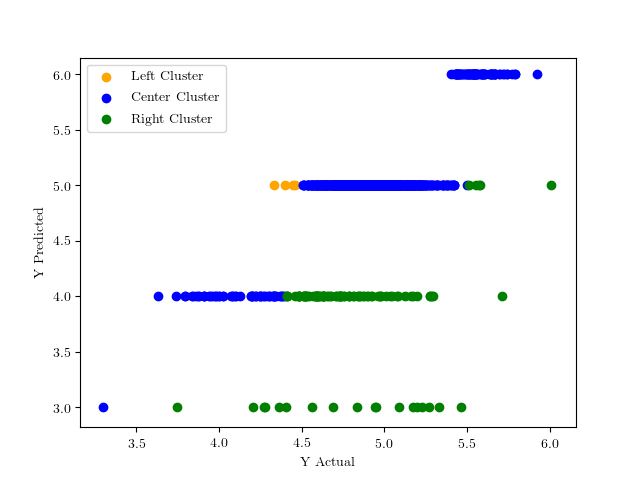 Left Cluster
Center Cluster
Right Cluster
6.0
5.5
5.0
4.5
4.0
3.5
3.0
Y Predicted
3.5 4.0 4.5 5.0 5.5 6.0
Y Actual